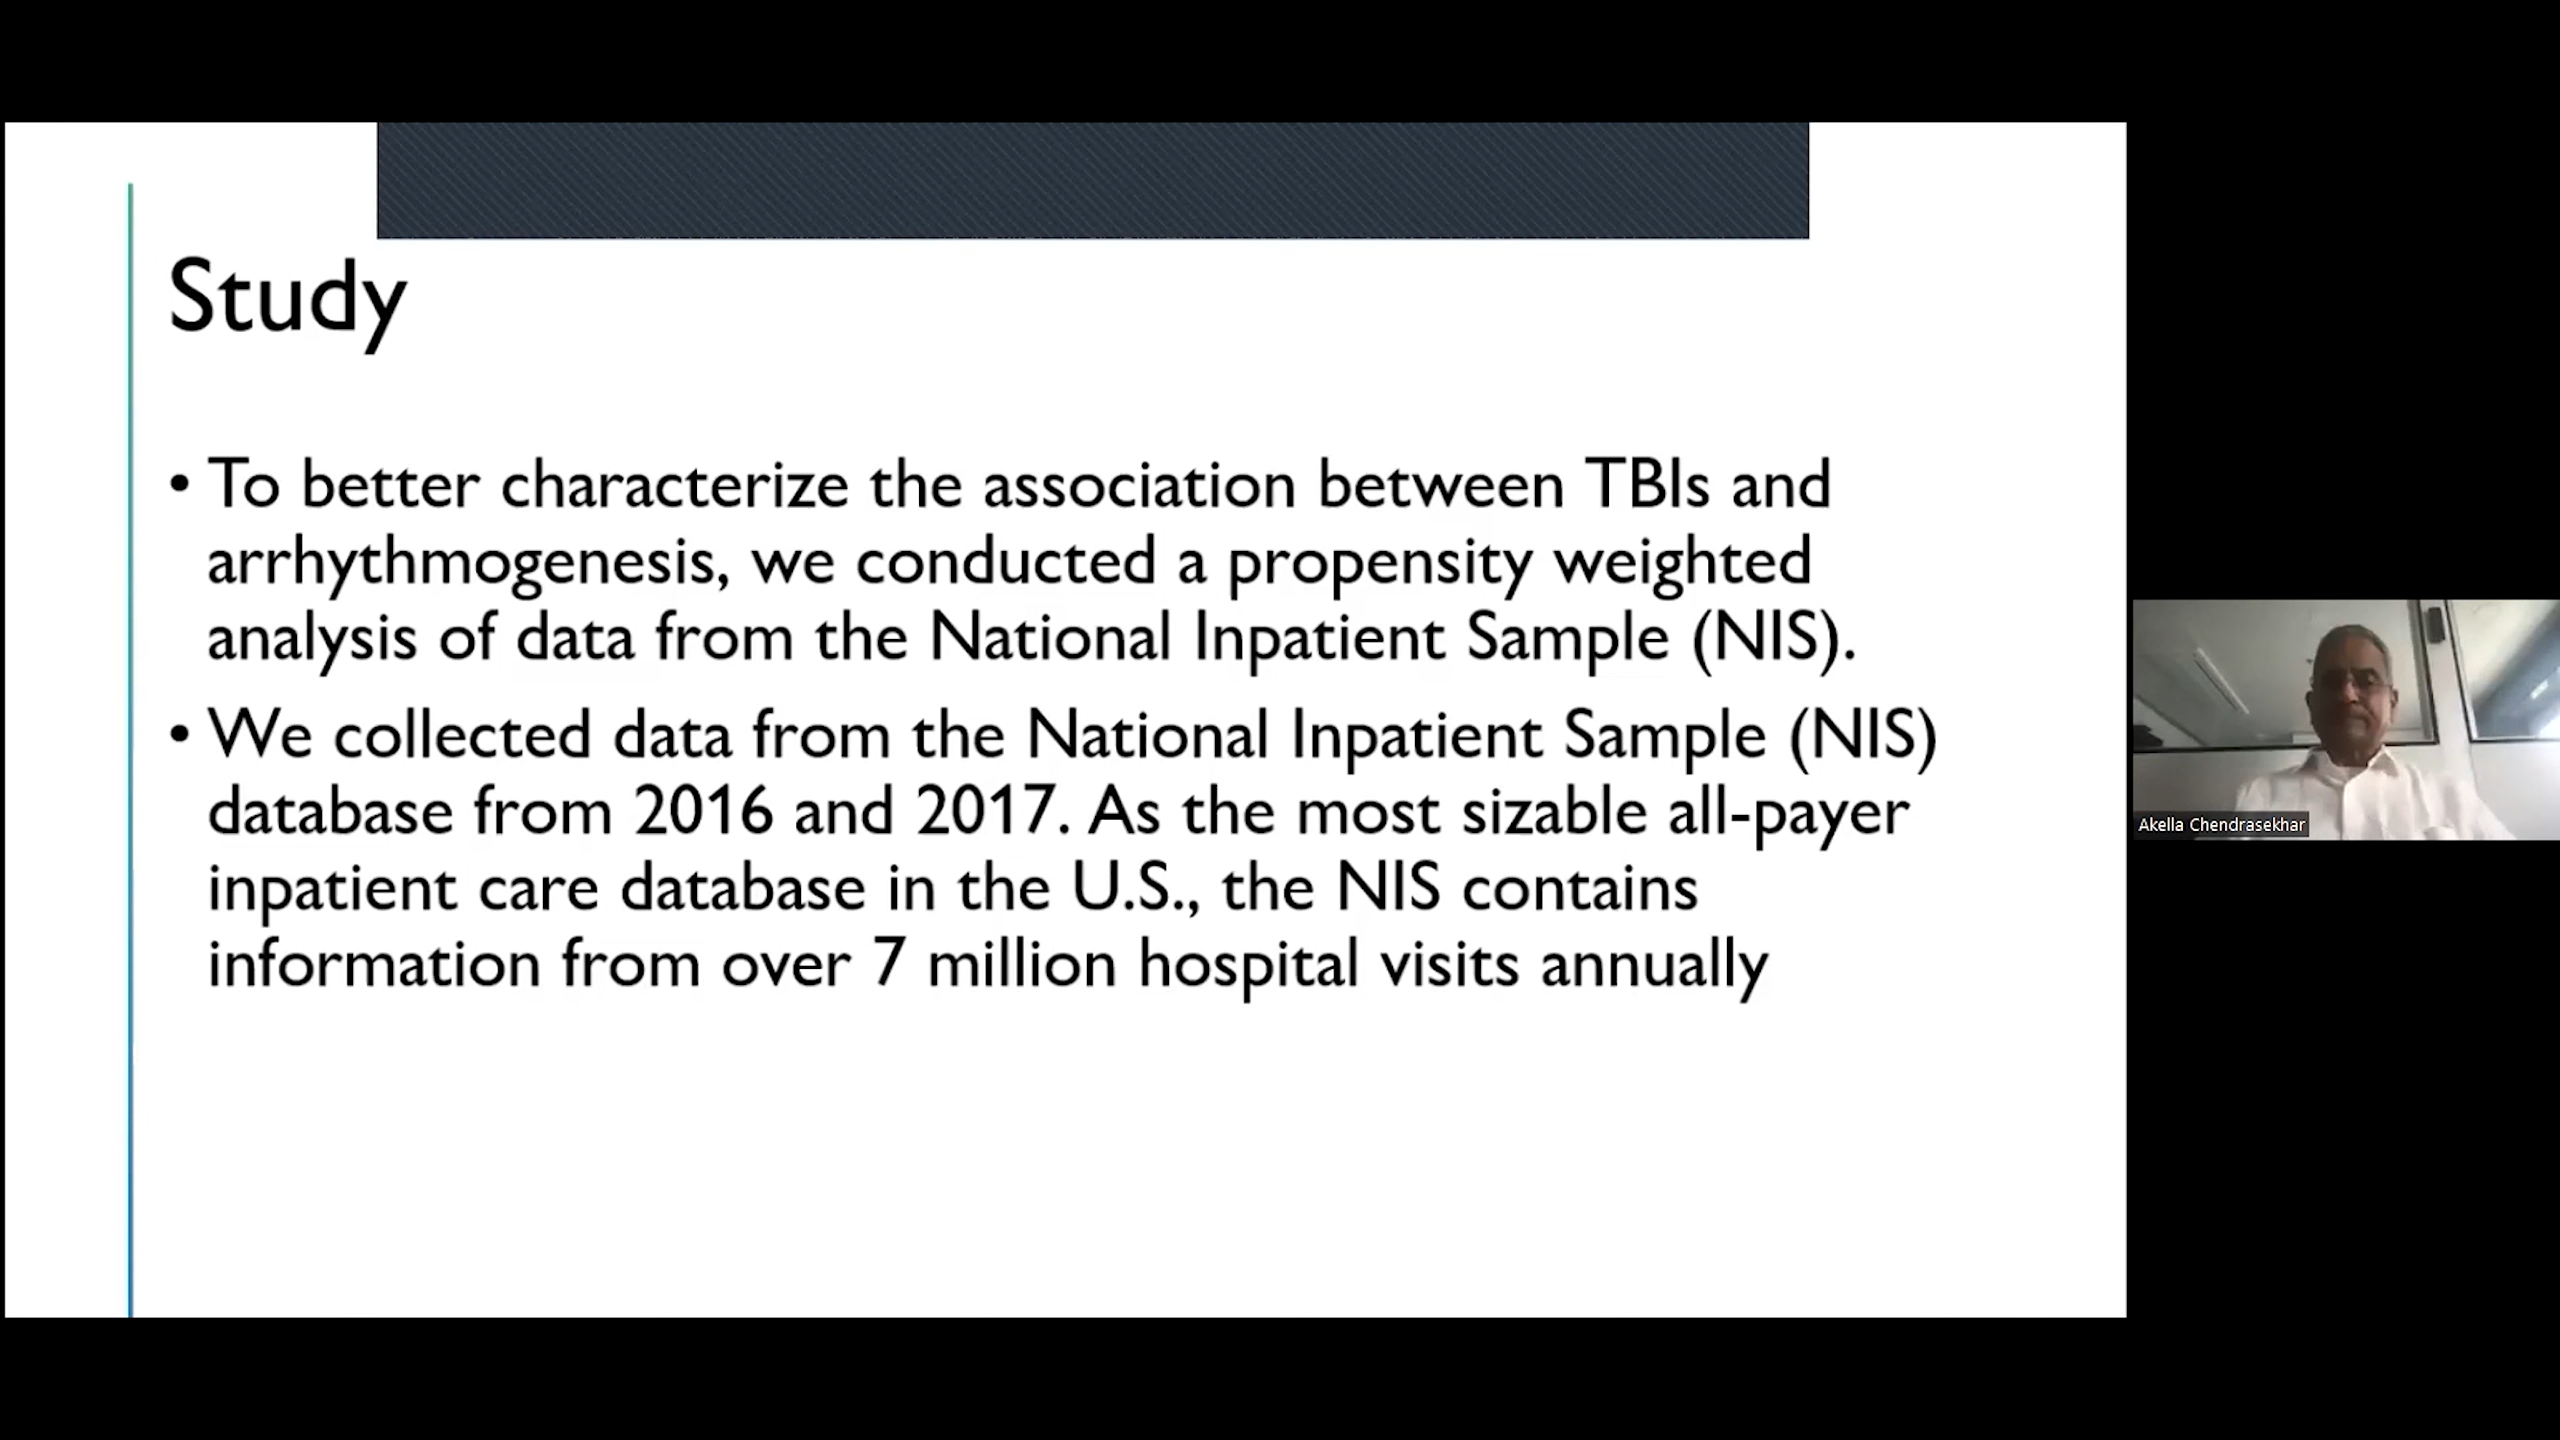 Study
• To better characterize the association between TBIs and
arrhythmogenesis, we conducted a propensity weighted
analysis of data from the National Inpatient Sample (NIS).
• We collected data from the National Inpatient Sample (NIS)
database from 2016 and 2017. As the most sizable all-payer
inpatient care database in the U.S., the NIS contains
information from over 7 million hospital visits annually
Akella Chendrasekhar